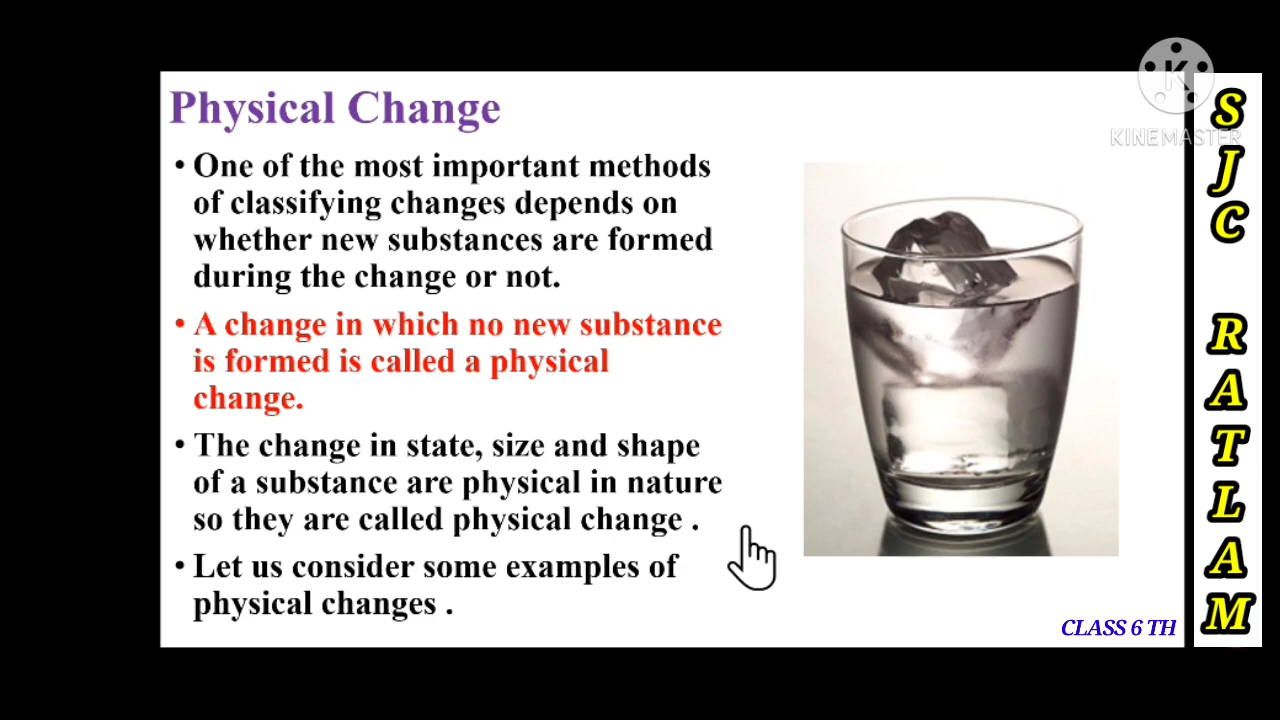 Physical Change
• One of the most important methods
of classifying changes depends on
whether new substances are formed
during the change or not.
• A change in which no new substance
is formed is called a physical
change.
• The change in state, size and shape
of a substance are physical in nature
so they are called physical change .
• Let us consider some examples of
physical changes .
CLASS 6 TH
K
KINEMASTER
SJC RATLAM